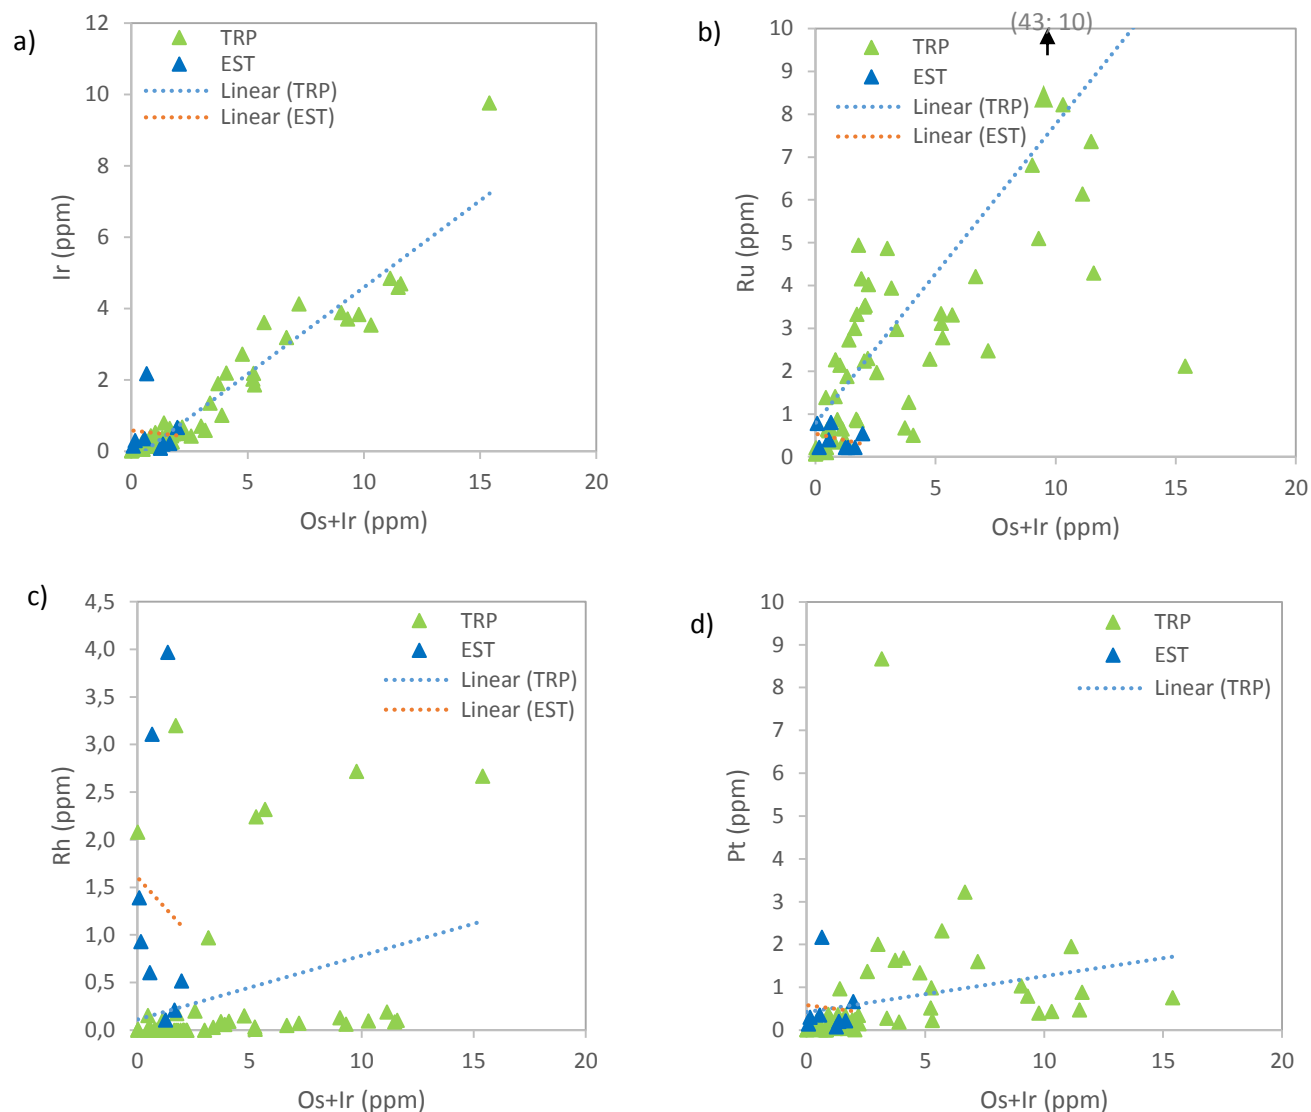 a)
12
10
8
6
4
2
0
Ir (ppm)
TRP
EST
Linear (TRP)
Linear (EST)
0 5 10 15 20
Os+Ir (ppm)
b)
(43; 10)
10
9
8
7
6
5
4
3
2
1
0
Ru (ppm)
TRP
EST
Linear (TRP)
Linear (EST)
0 5 10 15 20
Os+Ir (ppm)
c)
4,5
4,0
3,5
3,0
2,5
2,0
1,5
1,0
0,5
0,0
Rh (ppm)
TRP
EST
Linear (TRP)
Linear (EST)
0 5 10 15 20
Os+Ir (ppm)
d)
10
9
8
7
6
5
4
3
2
1
0
Pt (ppm)
TRP
EST
Linear (TRP)
0 5 10 15 20
Os+Ir (ppm)